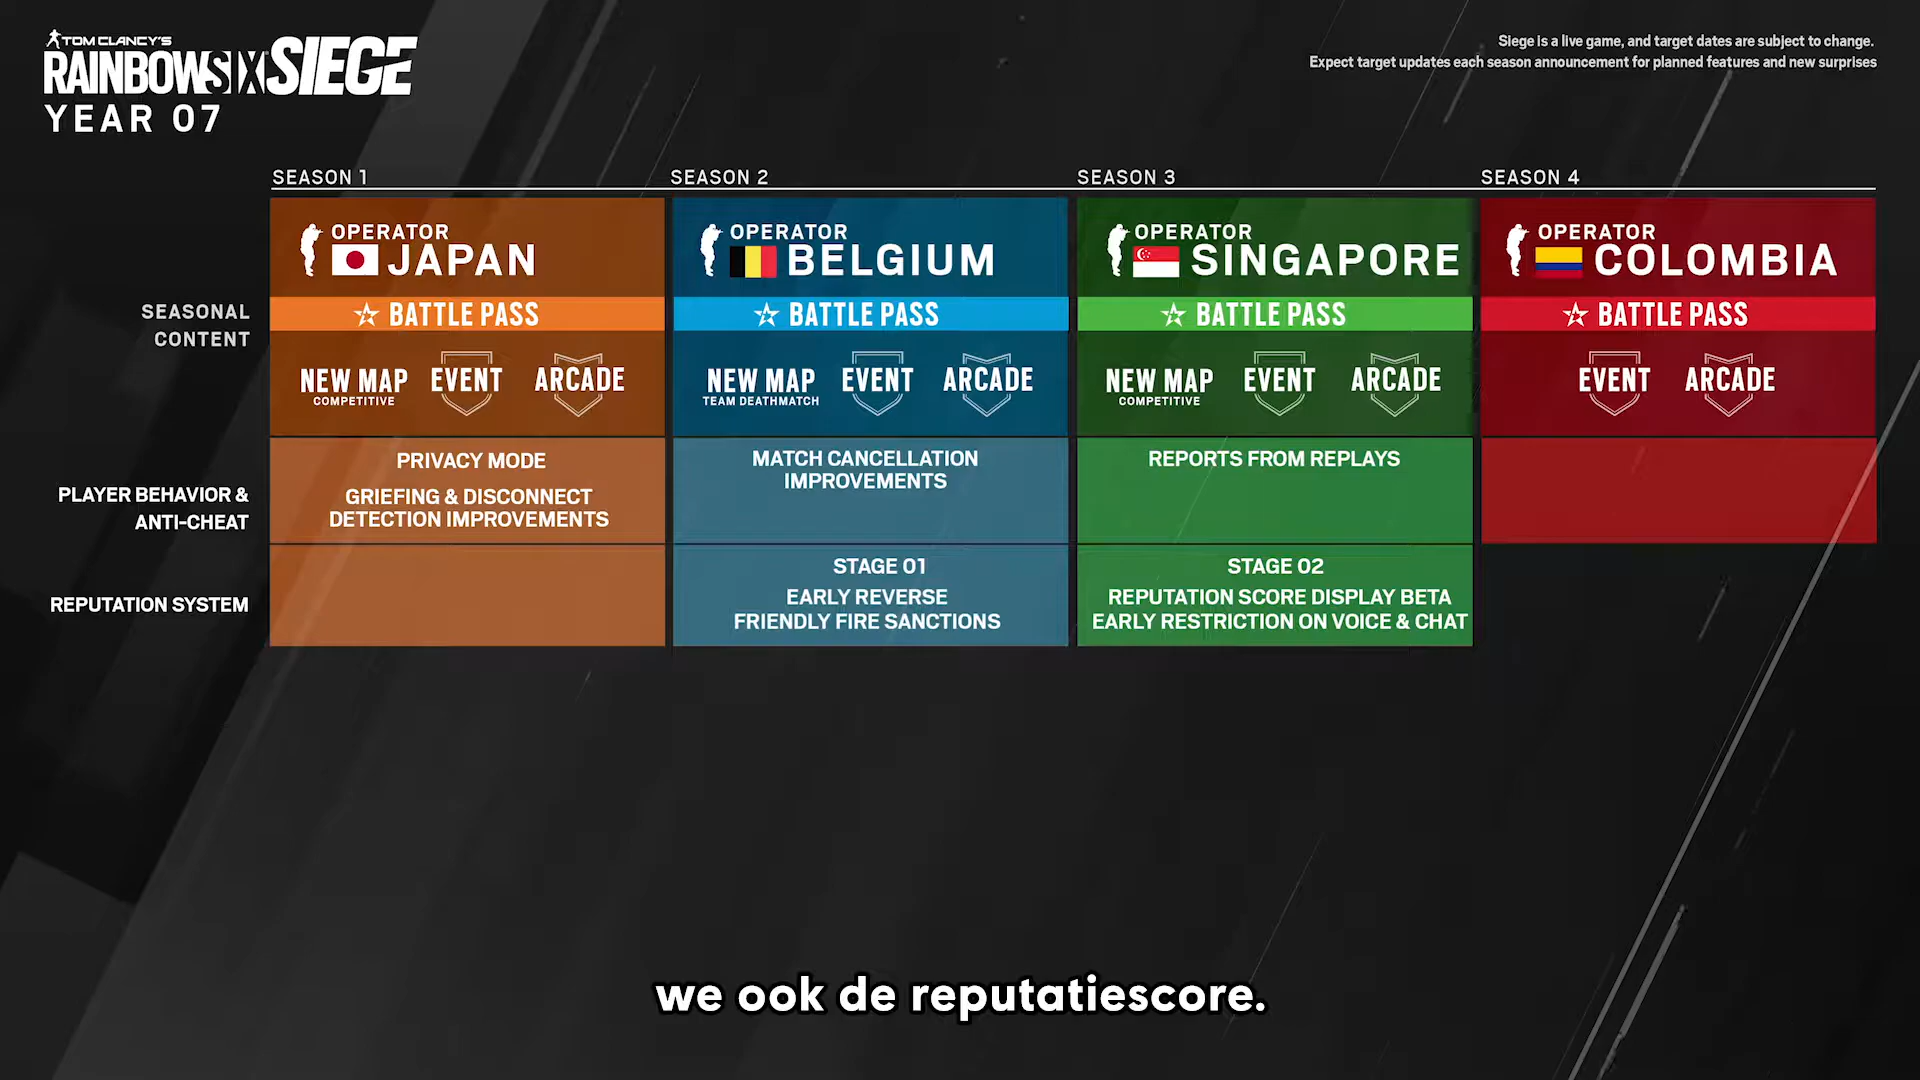 TOM CLANCY'S
RAINBOWSIX SIEGE
YEAR 07
Siege is a live game, and target dates are subject to change.
Expect target updates each season announcement for planned features and new surprises
SEASON 1
SEASON 2
SEASON 3
SEASON 4
SEASONAL
CONTENT
OPERATOR
JAPAN
BATTLE PASS
NEW MAP
COMPETITIVE
EVENT
ARCADE
OPERATOR
BELGIUM
BATTLE PASS
NEW MAP
TEAM DEATHMATCH
EVENT
ARCADE
OPERATOR
SINGAPORE
BATTLE PASS
NEW MAP
COMPETITIVE
EVENT
ARCADE
OPERATOR
COLOMBIA
BATTLE PASS
EVENT
ARCADE
PLAYER BEHAVIOR &
ANTI-CHEAT
PRIVACY MODE
GRIEFING & DISCONNECT
DETECTION IMPROVEMENTS
MATCH CANCELLATION
IMPROVEMENTS
REPORTS FROM REPLAYS
REPUTATION SYSTEM
STAGE 01
EARLY REVERSE
FRIENDLY FIRE SANCTIONS
STAGE 02
REPUTATION SCORE DISPLAY BETA
EARLY RESTRICTION ON VOICE & CHAT
we ook de reputatiescore.